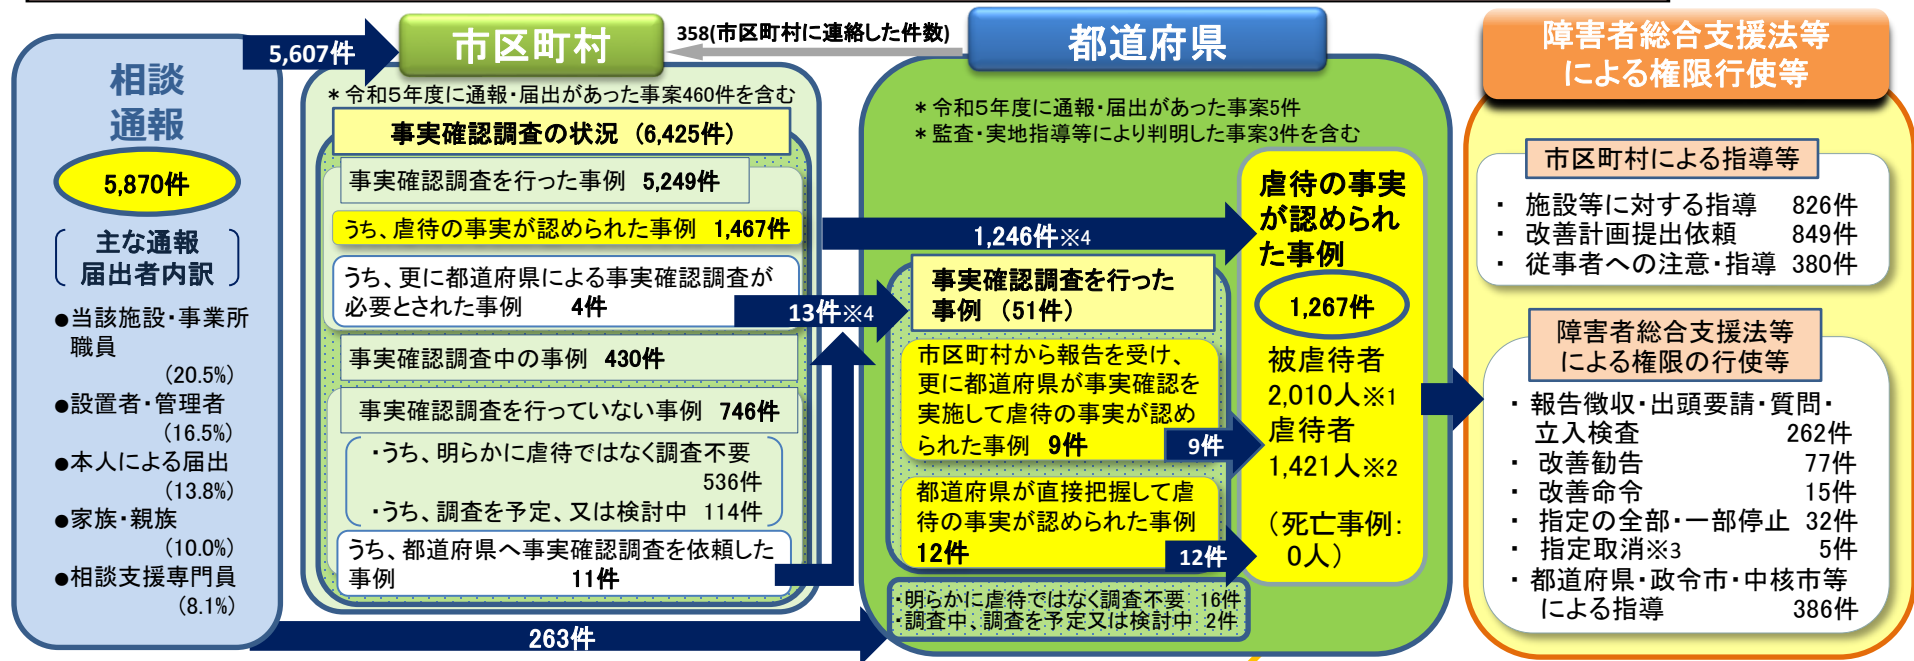 相談
通報
5,870件
主な通報
届出者内訳
●当該施設・事業所
職員
(20.5%)
●設置者・管理者
(16.5%)
●本人による届出
(13.8%)
●家族・親族
(10.0%)
●相談支援専門員
(8.1%)
5,607件
263件
市区町村
358(市区町村に連絡した件数)
＊令和5年度に通報・届出があった事案460件を含む
事実確認調査の状況 (6,425件)
事実確認調査を行った事例 5,249件
うち、虐待の事実が認められた事例 1,467件
うち、更に都道府県による事実確認調査が
必要とされた事例 4件
事実確認調査中の事例 430件
事実確認調査を行っていない事例 746件
・うち、明らかに虐待ではなく調査不要
536件
・うち、調査を予定、又は検討中 114件
うち、都道府県へ事実確認調査を依頼した
事例 11件
1,246件※4
13件※4
都道府県
＊令和5年度に通報・届出があった事案5件
＊監査・実地指導等により判明した事案3件を含む
事実確認調査を行った
事例 (51件)
市区町村から報告を受け、
更に都道府県が事実確認を
実施して虐待の事実が認め
られた事例 9件
9件
都道府県が直接把握して虐
待の事実が認められた事例
12件
12件
・明らかに虐待ではなく調査不要 16件
・調査中、調査を予定又は検討中 2件
虐待の事実
が認められ
た事例
1,267件
被虐待者
2,010人※1
虐待者
1,421人※2
(死亡事例:
0人)
障害者総合支援法等
による権限行使等
市区町村による指導等
・ 施設等に対する指導 826件
・ 改善計画提出依頼 849件
・ 従事者への注意・指導 380件
障害者総合支援法等
による権限の行使等
・ 報告徴収・出頭要請・質問・
立入検査 262件
・ 改善勧告 77件
・ 改善命令 15件
・ 指定の全部・一部停止 32件
・ 指定取消※3 5件
・ 都道府県・政令市・中核市等
による指導 386件